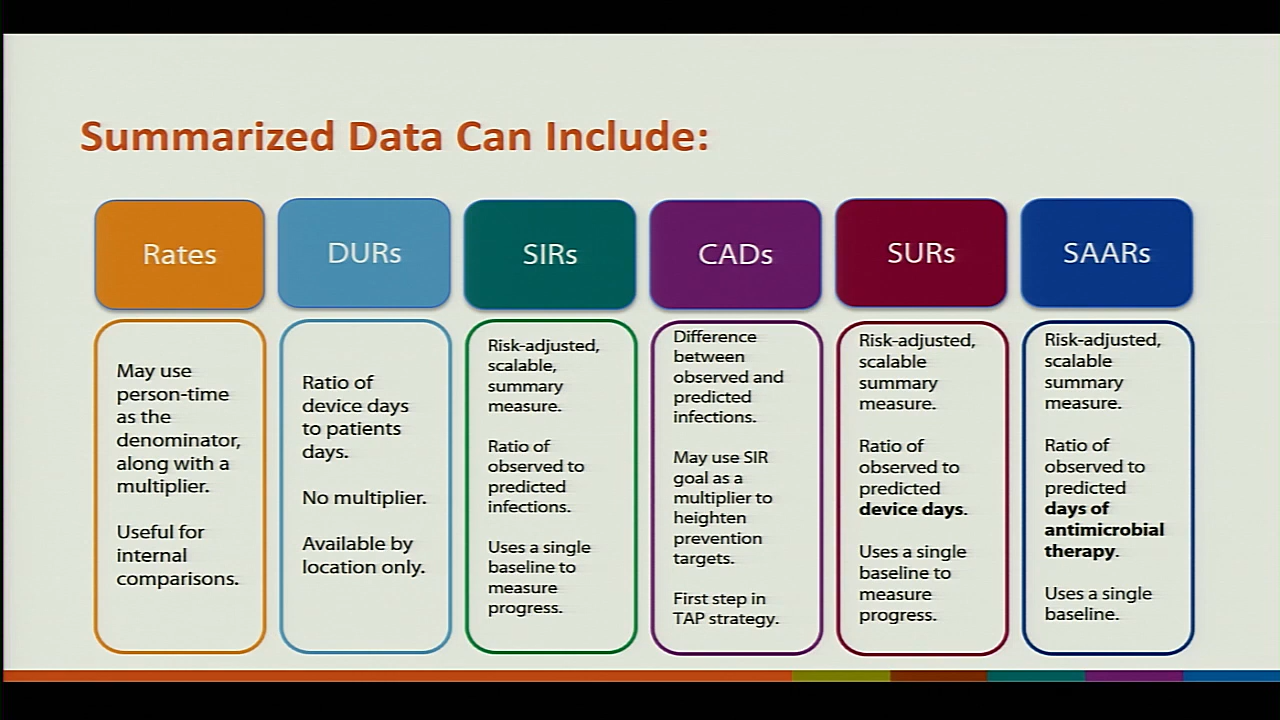 Summarized Data Can Include:
Rates
May use
person-time
as the
denominator,
along with a
multiplier.
Useful for
internal
comparisons.
DURs
Ratio of
device days
to patients
days.
No multiplier.
Available by
location only.
SIRs
Risk-adjusted,
scalable,
summary
measure.
Ratio of
observed to
predicted
infections.
Uses a single
baseline to
measure
progress.
CADs
Difference
between
observed and
predicted
infections.
May use SIR
goal as a
multiplier to
heighten
prevention
targets.
First step in
TAP strategy.
SURs
Risk-adjusted,
scalable
summary
measure.
Ratio of
observed to
predicted
device days.
Uses a single
baseline to
measure
progress.
SAARs
Risk-adjusted,
scalable
summary
measure.
Ratio of
observed to
predicted
days of
antimicrobial
therapy.
Uses a single
baseline.